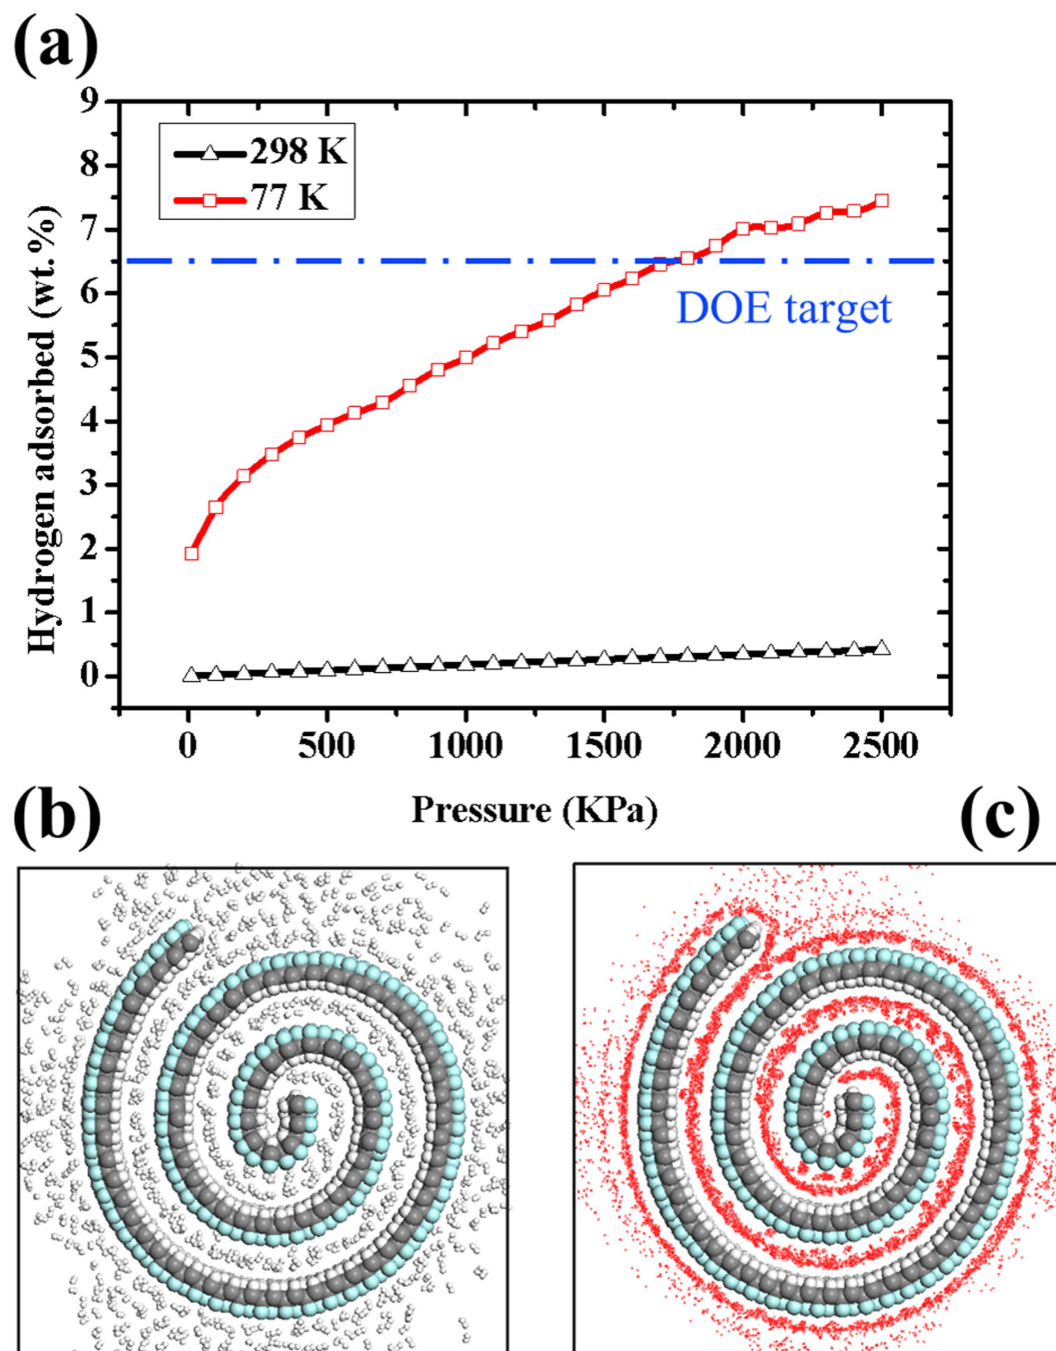 (a)
9
8
7
6
5
4
3
2
1
0
Hydrogen adsorbed (wt.%)
298 K
77 K
DOE target
0 500 1000 1500 2000 2500
Pressure (KPa)
(b)
(c)